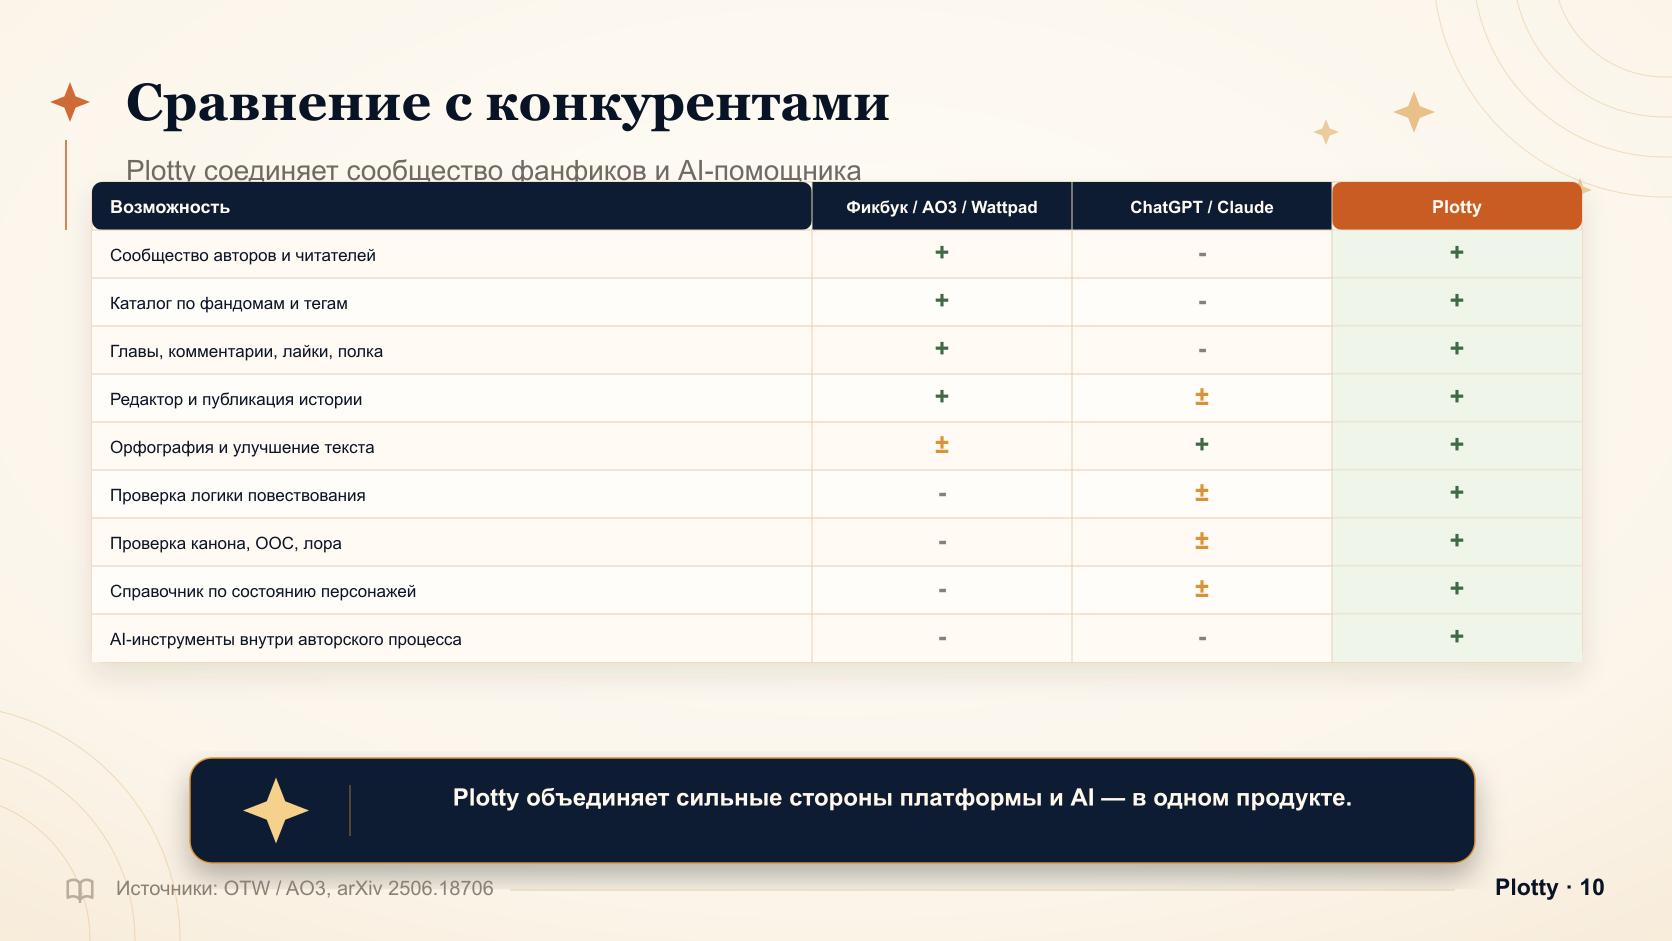 Сравнение с конкурентами
Plotty соединяет сообщество фанфиков и AI-помощника
Возможность Фикбук / AO3 / Wattpad ChatGPT / Claude Plotty
Сообщество авторов и читателей + - +
Каталог по фандомам и тегам + - +
Главы, комментарии, лайки, полка + - +
Редактор и публикация истории + ± +
Орфография и улучшение текста ± + +
Проверка логики повествования - ± +
Проверка канона, ООС, лора - ± +
Справочник по состоянию персонажей - ± +
AI-инструменты внутри авторского процесса - - +
Plotty объединяет сильные стороны платформы и AI — в одном продукте.
Источники: OTW / AO3, arXiv 2506.18706
Plotty · 10